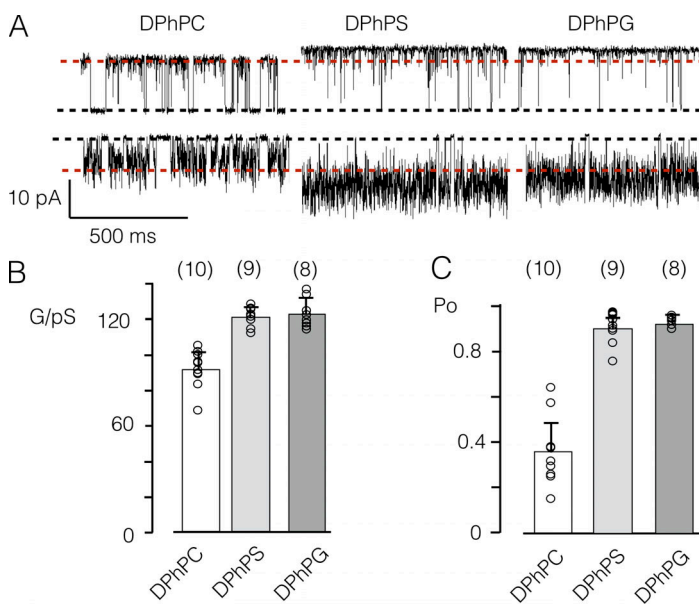 A
DPhPC DPhPS DPhPG
10 pA
500 ms
B
(10) (9) (8)
G/pS
120
60
0
DPhPC DPhPS DPhPG
C
(10) (9) (8)
Po
0.8
0.4
0
DPhPC DPhPS DPhPG